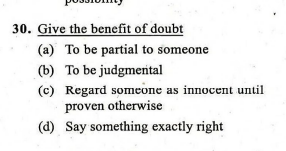 30. Give the benefit of doubt
(a) To be partial to someone
(b) To be judgmental
(c) Regard someone as innocent until
proven otherwise
(d) Say something exactly right